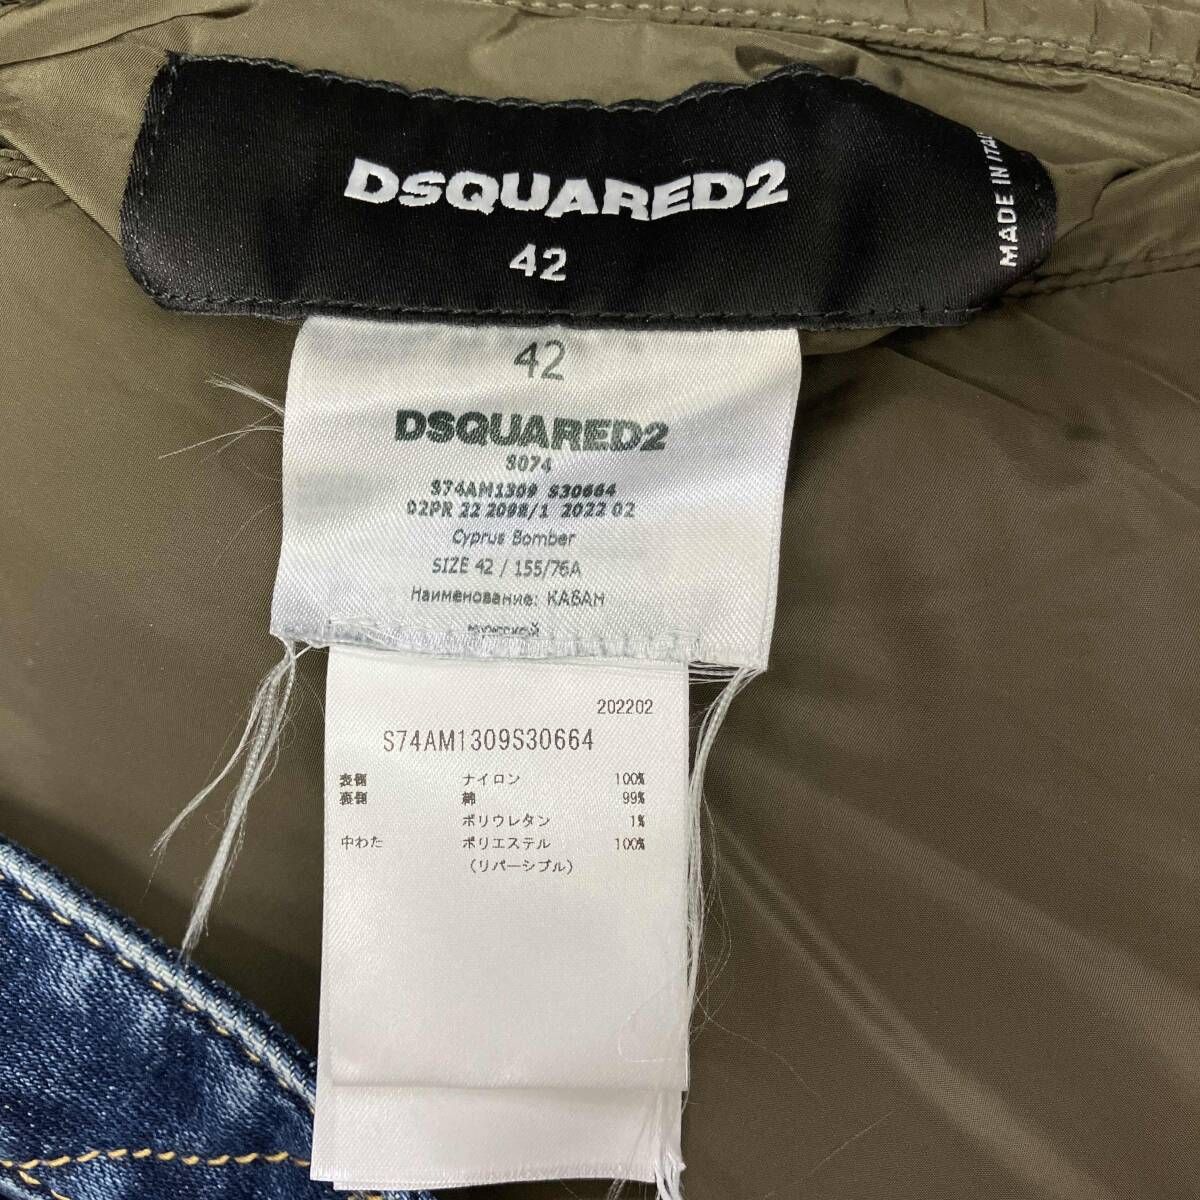 DSQUARED2
42
MADE IN ITAL
42
DSQUARED2
S074
S74AM1309 S30664
02PR 22 2098/1 2022 02
Cyprus Bomber
SIZE 42 / 155/76A
Наименование: КАБАН
мужской
202202
S74AM1309S30664
表側 ナイロン 100%
裏側 綿 99%
ポリウレタン 1%
中わた ポリエステル 100%
(リバーシブル)